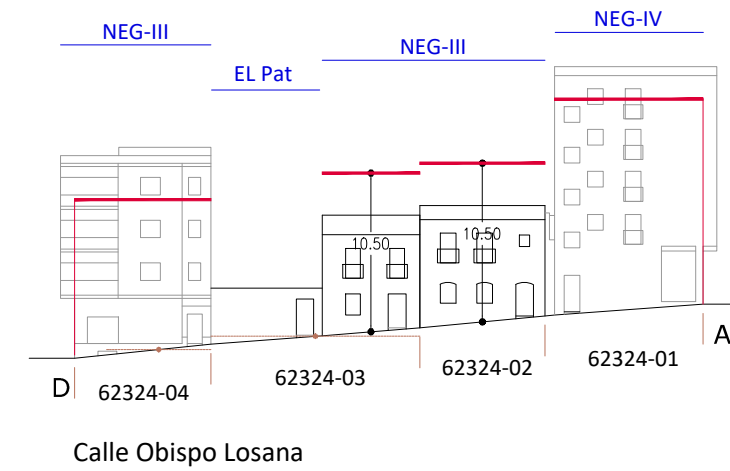 NEG-III
EL Pat
NEG-III
NEG-IV
10.50
10.50
D
62324-04
62324-03
62324-02
62324-01
A
Calle Obispo Losana